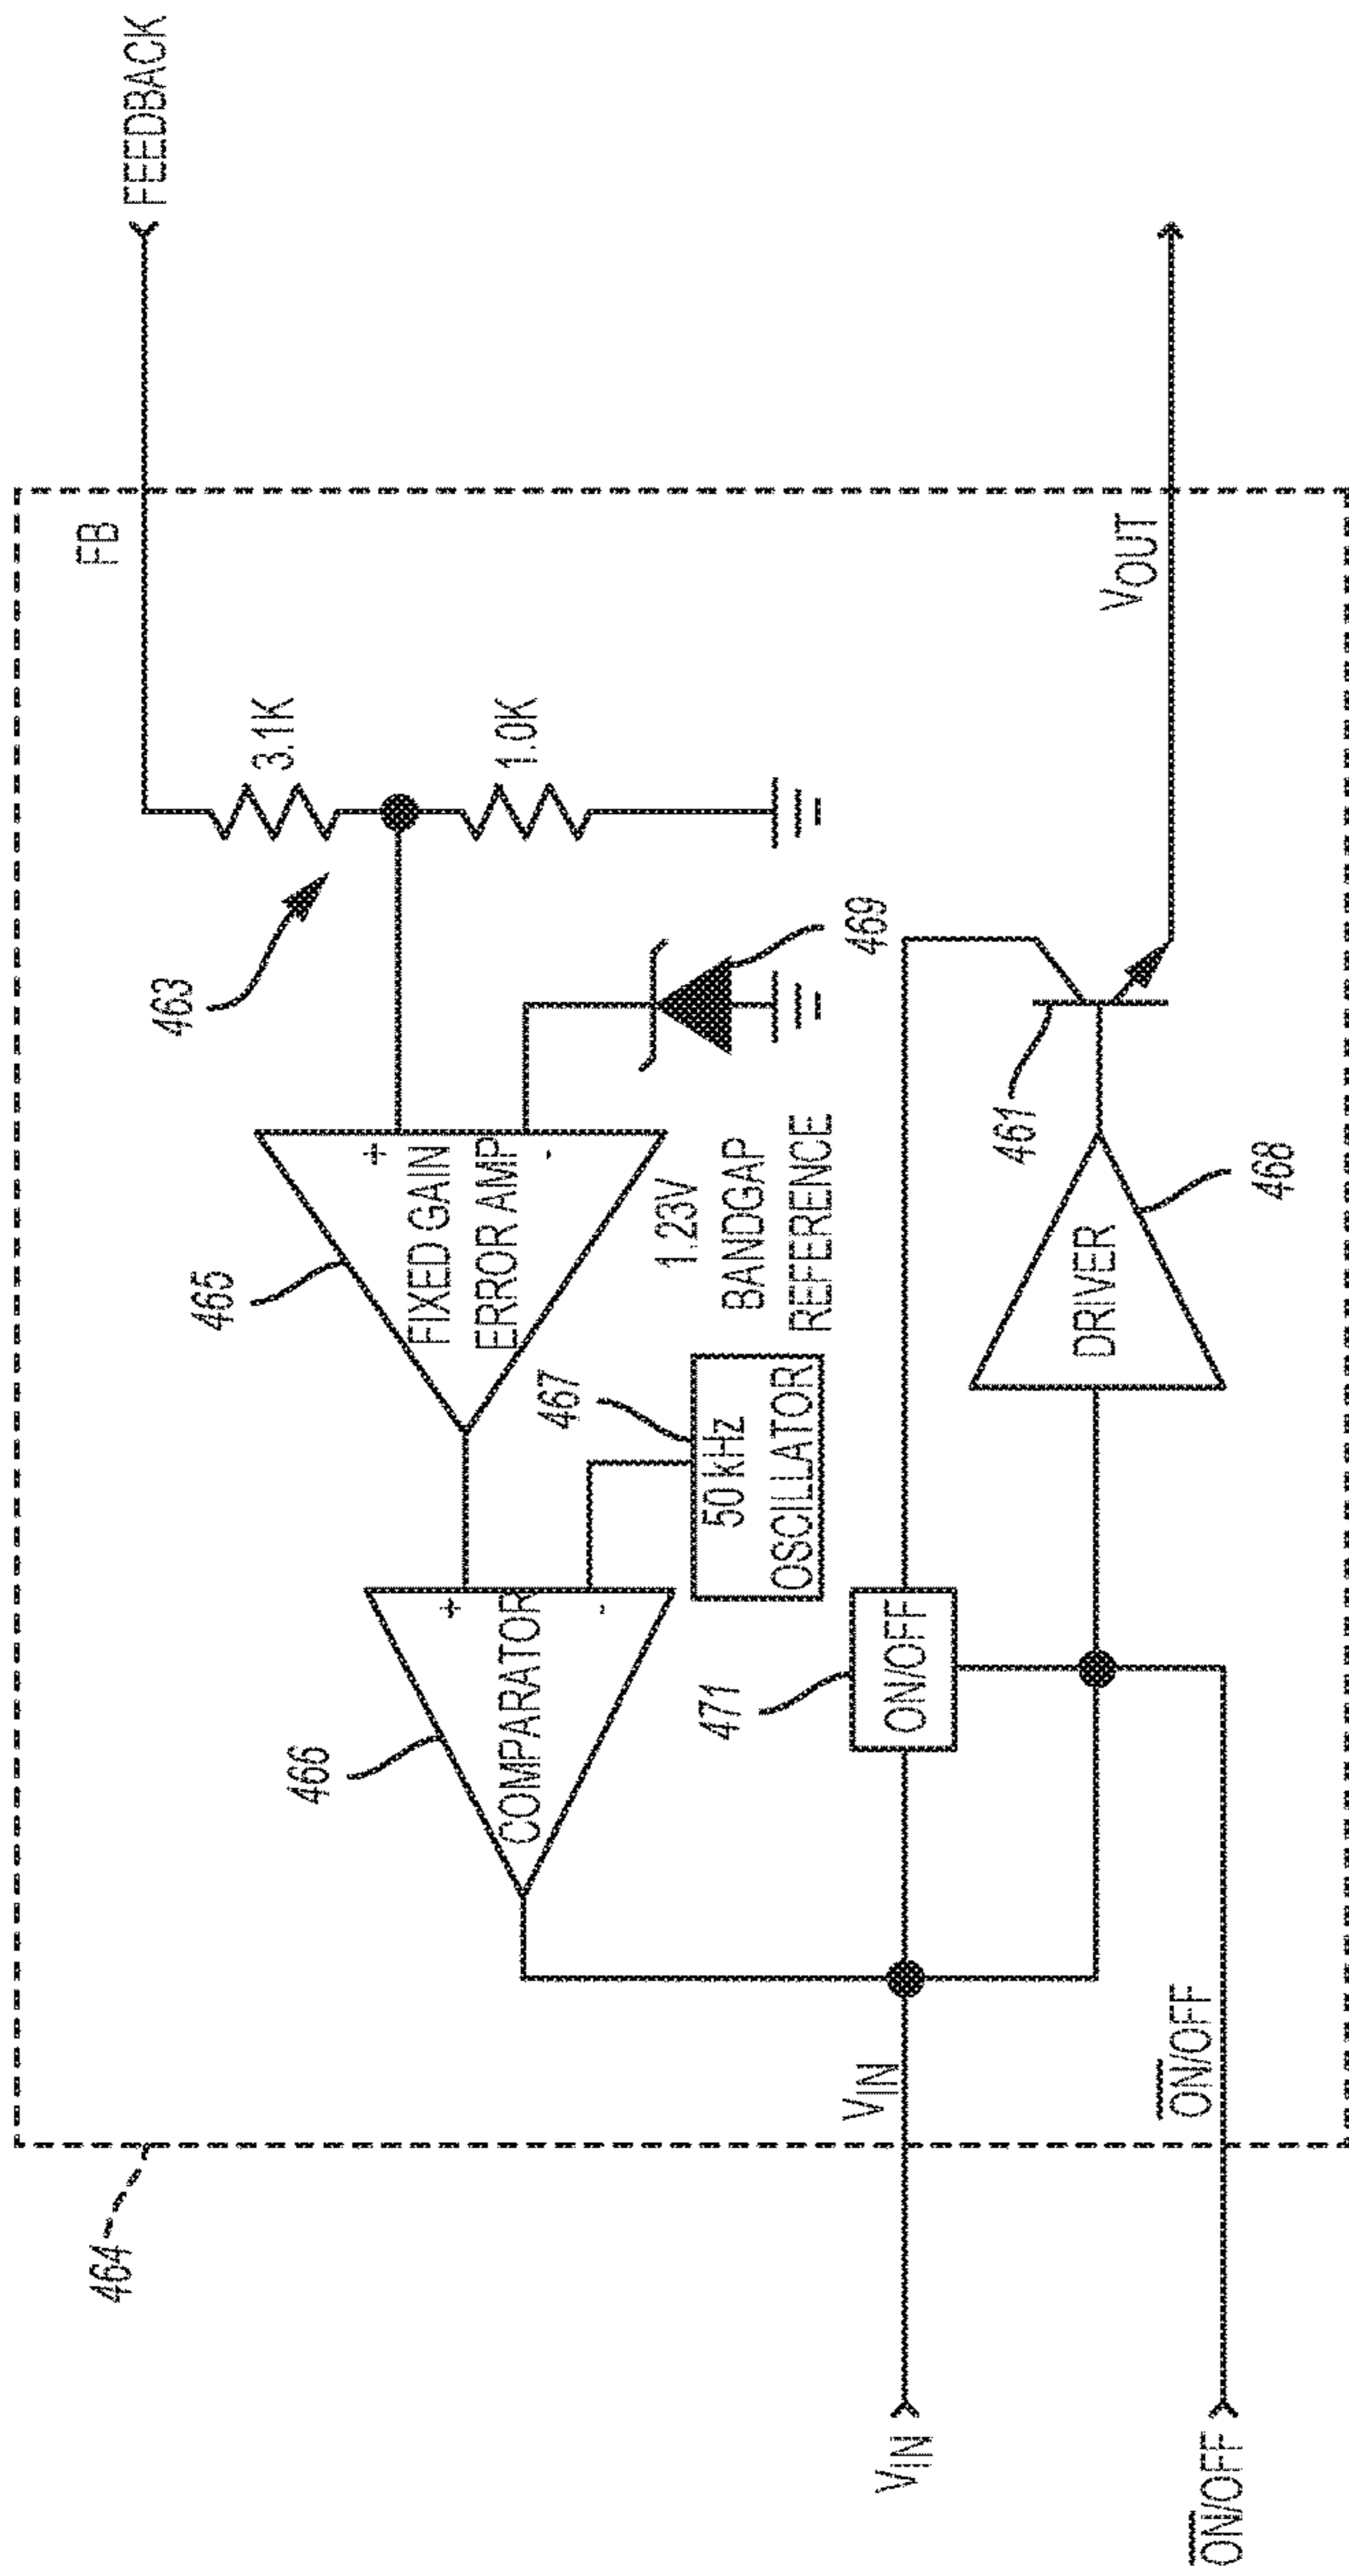 464
FB
FEEDBACK
463
3.1K
1.0K
465
+
FIXED GAIN
ERROR AMP
-
466
+
COMPARATOR
-
467
50 kHz
OSCILLATOR
1.23V
BANDGAP
REFERENCE
469
471
ON/OFF
VIN
VIN
461
DRIVER
468
VOUT
ON/OFF
ON/OFF